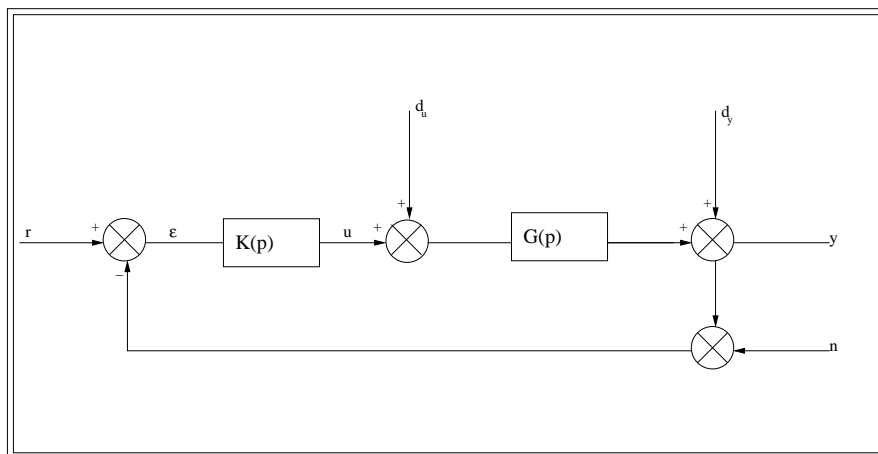 d_u
d_y
+
+
r
+
ε
K(p)
u
+
G(p)
+
y
−
n